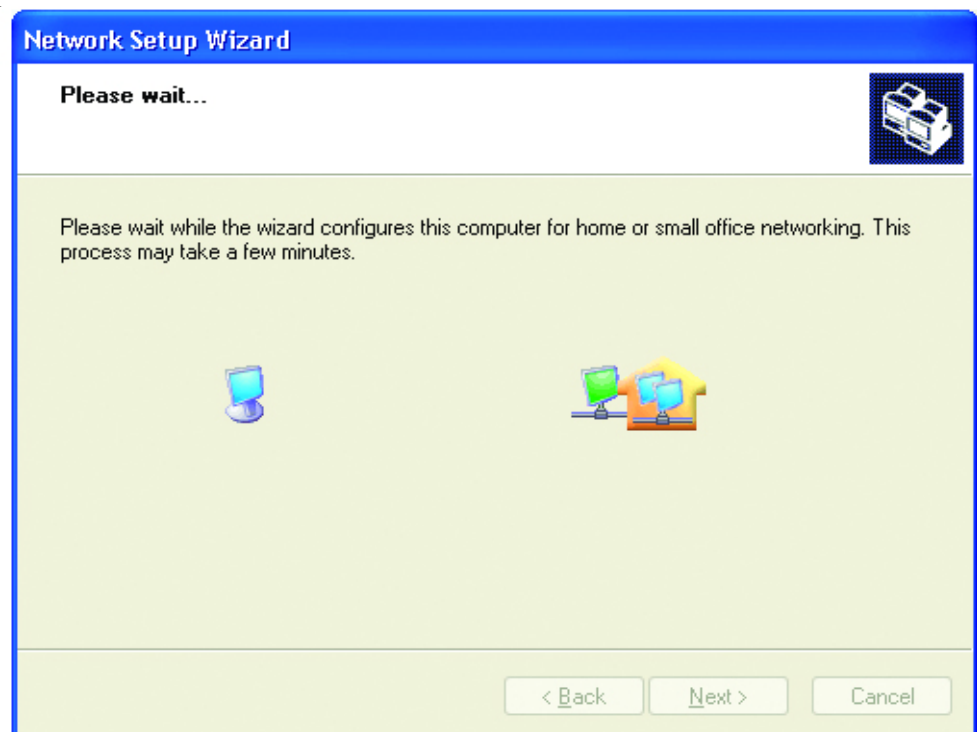 Network Setup Wizard
Please wait...
Please wait while the wizard configures this computer for home or small office networking. This
process may take a few minutes.
< Back
Next >
Cancel